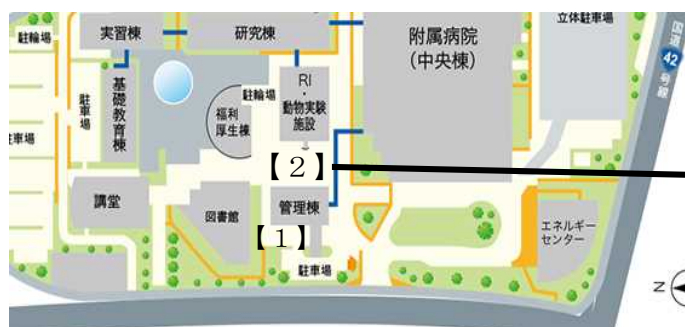 駐輪場
実習棟
研究棟
附属病院
（中央棟）
立体駐車場
国道
42
号線
基礎教育棟
駐車場
駐車場
福利
厚生棟
駐輪場
RI
・
動物実験
施設
【２】
講堂
図書館
管理棟
【１】
駐車場
エネルギー
センター
N